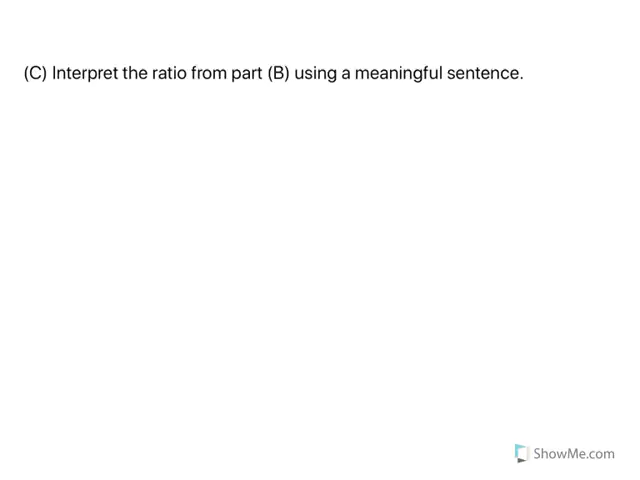 (C) Interpret the ratio from part (B) using a meaningful sentence.
ShowMe.com